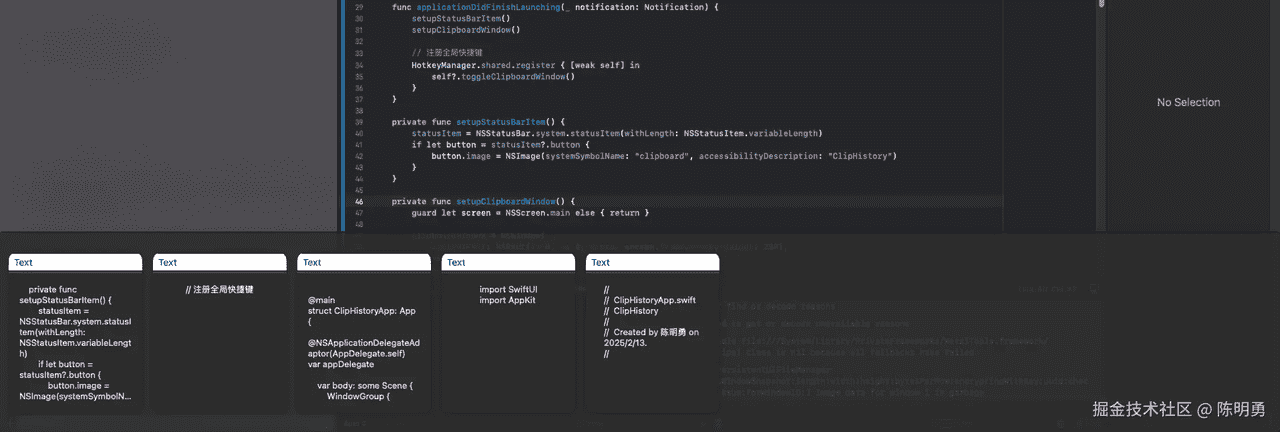 29 func applicationDidFinishLaunching(_ notification: Notification) {
30 setupStatusBarItem()
31 setupClipboardWindow()
32
33 // 注册全局快捷键
34 HotkeyManager.shared.register { [weak self] in
35 self?.toggleClipboardWindow()
36 }
37 }
38
39 private func setupStatusBarItem() {
40 statusItem = NSStatusBar.system.statusItem(withLength: NSStatusItem.variableLength)
41 if let button = statusItem?.button {
42 button.image = NSImage(systemSymbolName: "clipboard", accessibilityDescription: "ClipHistory")
43 }
44 }
45
46 private func setupClipboardWindow() {
47 guard let screen = NSScreen.main else { return }
48
No Selection
Text
private func
setupStatusBarItem() {
statusItem =
NSStatusBar.system.statusI
tem(withLength:
NSStatusItem.variableLengt
h)
if let button =
statusItem?.button {
button.image =
NSImage(systemSymbolN...
Text
// 注册全局快捷键
Text
@main
struct ClipHistoryApp: App
{
@NSApplicationDelegateAd
aptor(AppDelegate.self)
var appDelegate
var body: some Scene {
WindowGroup {
Text
import SwiftUI
import AppKit
Text
//
// ClipHistoryApp.swift
// ClipHistory
//
// Created by 陈明勇 on
2025/2/13.
//
掘金技术社区 @ 陈明勇